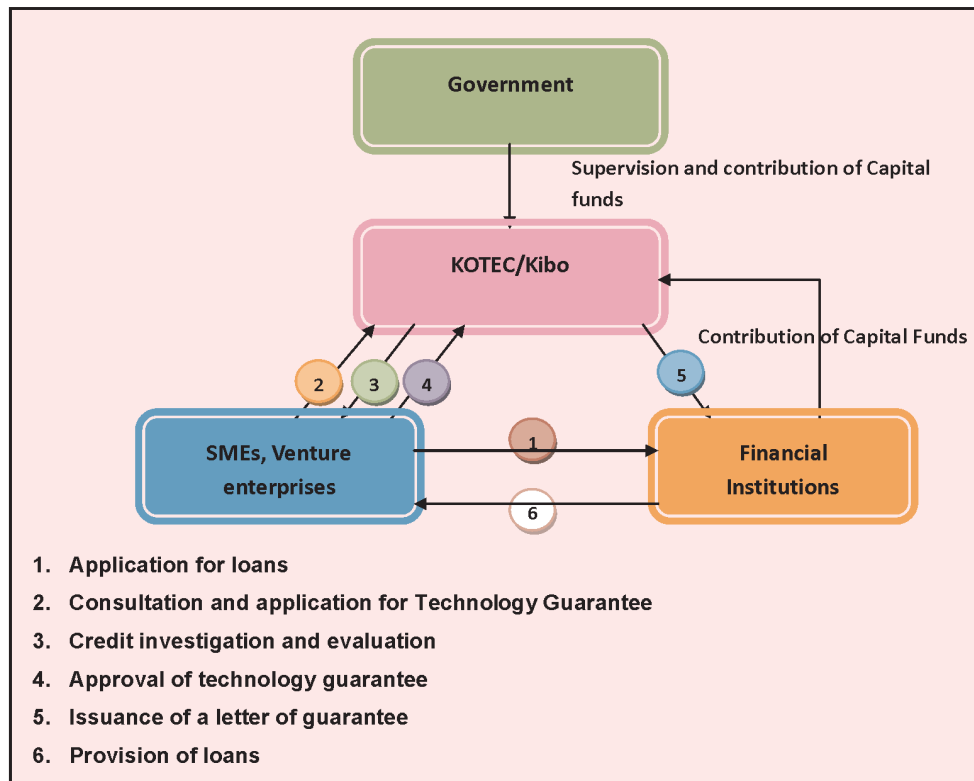 Government
Supervision and contribution of Capital
funds
KOTEC/Kibo
Contribution of Capital Funds
2
3
4
5
SMEs, Venture
enterprises
1
Financial
Institutions
6
1. Application for loans
2. Consultation and application for Technology Guarantee
3. Credit investigation and evaluation
4. Approval of technology guarantee
5. Issuance of a letter of guarantee
6. Provision of loans